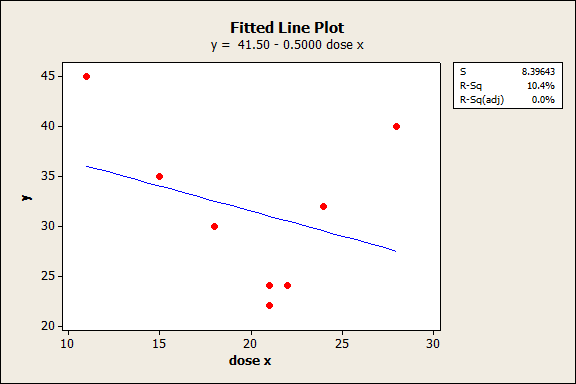 Fitted Line Plot
y = 41.50 - 0.5000 dose x
S 8.39643
R-Sq 10.4%
R-Sq(adj) 0.0%
45
40
35
30
25
20
y
10 15 20 25 30
dose x